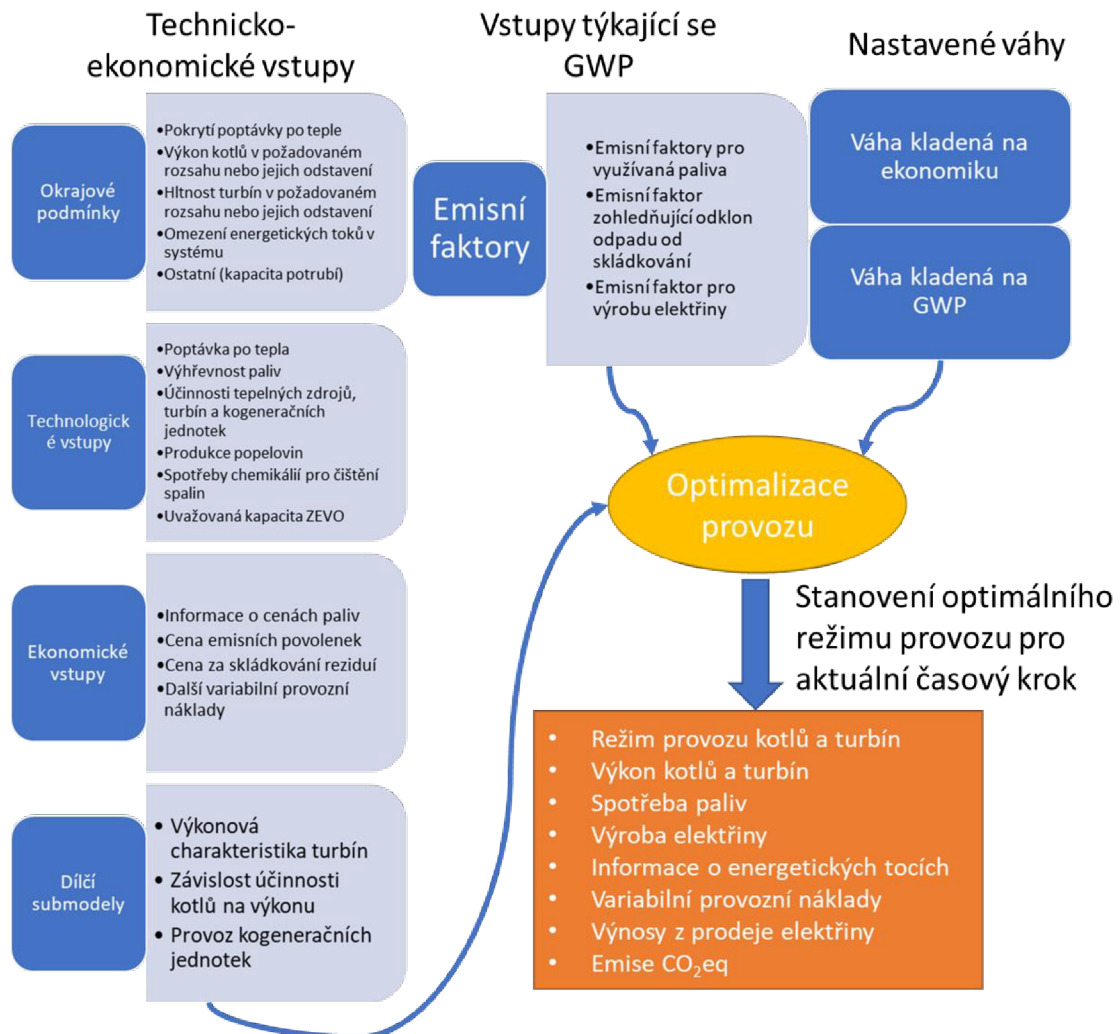 Technicko-
ekonomické vstupy
Okrajové
podmínky
•Pokrytí poptávky po teple
•Výkon kotlů v požadovaném
rozsahu nebo jejich odstavení
•Hltnost turbín v požadovaném
rozsahu nebo jejich odstavení
•Omezení energetických toků v
systému
•Ostatní (kapacita potrubí)
Technologick
é vstupy
•Poptávka po tepla
•Výhřevnost paliv
•Účinnosti tepelných zdrojů,
turbín a kogeneračních
jednotek
•Produkce popelovin
•Spotřeby chemikálií pro čištění
spalin
•Uvažovaná kapacita ZEVO
Ekonomické
vstupy
•Informace o cenách paliv
•Cena emisních povolenek
•Cena za skládkování reziduí
•Další variabilní provozní
náklady
Dílčí
submodely
• Výkonová
charakteristika turbín
• Závislost účinnosti
kotlů na výkonu
• Provoz kogeneračních
jednotek
Vstupy týkající se
GWP
Emisní
faktory
•Emisní faktory pro
využívaná paliva
•Emisní faktor
zohledňující odklon
odpadu od
skládkování
•Emisní faktor pro
výrobu elektřiny
Nastavené váhy
Váha kladená na
ekonomiku
Váha kladená na
GWP
Optimalizace
provozu
Stanovení optimálního
režimu provozu pro
aktuální časový krok
• Režim provozu kotlů a turbín
• Výkon kotlů a turbín
• Spotřeba paliv
• Výroba elektřiny
• Informace o energetických tocích
• Variabilní provozní náklady
• Výnosy z prodeje elektřiny
• Emise CO₂eq